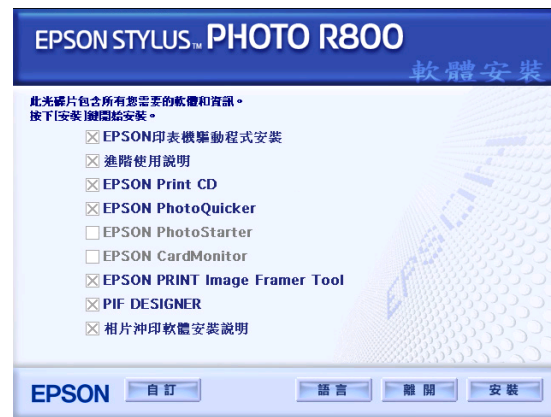 EPSON STYLUS™ PHOTO R800
軟體安裝
此光碟片包含所有您需要的軟體和資訊。
按下[安裝]鍵開始安裝。
EPSON印表機驅動程式安裝
進階使用說明
EPSON Print CD
EPSON PhotoQuicker
EPSON PhotoStarter
EPSON CardMonitor
EPSON PRINT Image Framer Tool
PIF DESIGNER
相片沖印軟體安裝說明
EPSON
EPSON 自訂 語言 離開 安裝